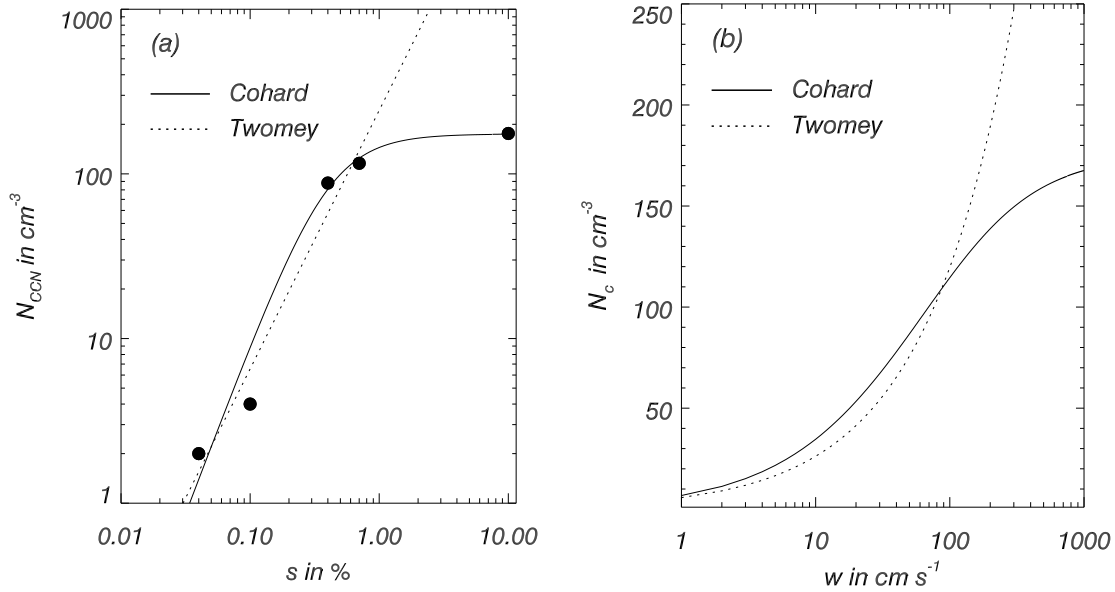 (a)
Cohard
Twomey
1000
100
10
1
N_CCN in cm^-3
0.01 0.10 1.00 10.00
s in %
(b)
Cohard
Twomey
250
200
150
100
50
N_c in cm^-3
1 10 100 1000
w in cm s^-1